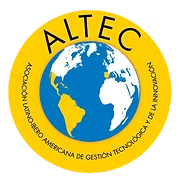 ALTEC
ASOCIACIÓN LATINO-IBERO AMERICANA DE GESTIÓN TECNOLÓGICA Y DE LA INNOVACIÓN